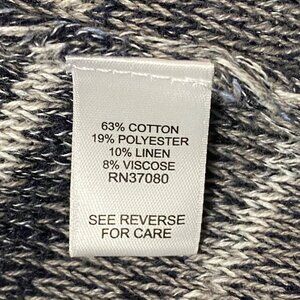 63% COTTON
19% POLYESTER
10% LINEN
8% VISCOSE
RN37080
SEE REVERSE
FOR CARE